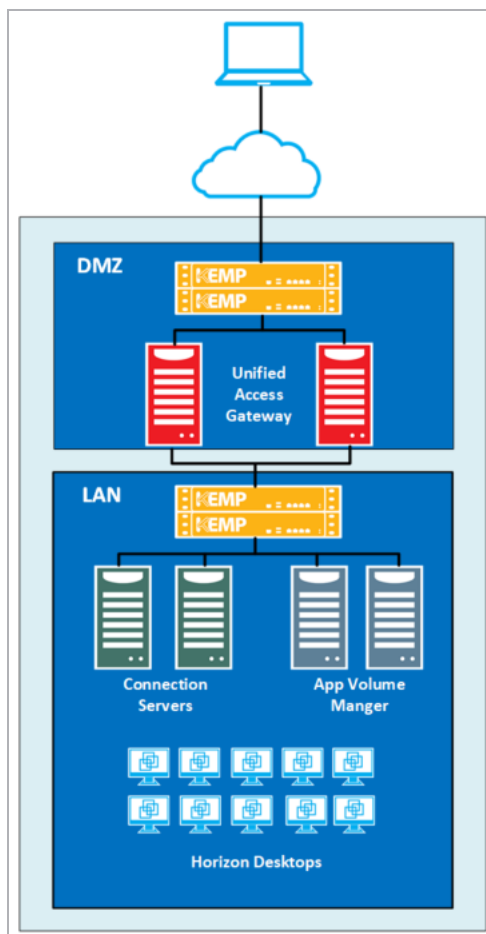 DMZ
KEMP
KEMP
Unified
Access
Gateway
LAN
KEMP
KEMP
Connection
Servers
App Volume
Manger
Horizon Desktops